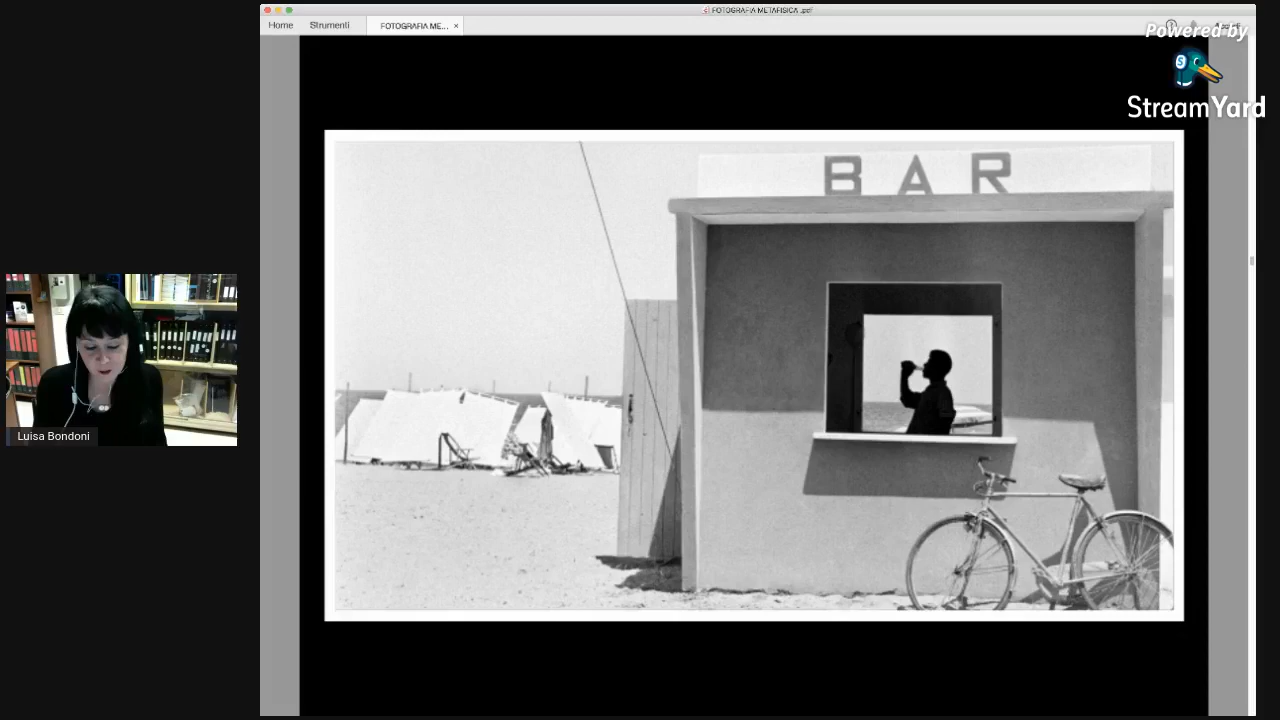 FOTOGRAFIA METAFISICA .pdf
Home
Strumenti
FOTOGRAFIA ME... ×
Powered by
S
StreamYard
BAR
Luisa Bondoni